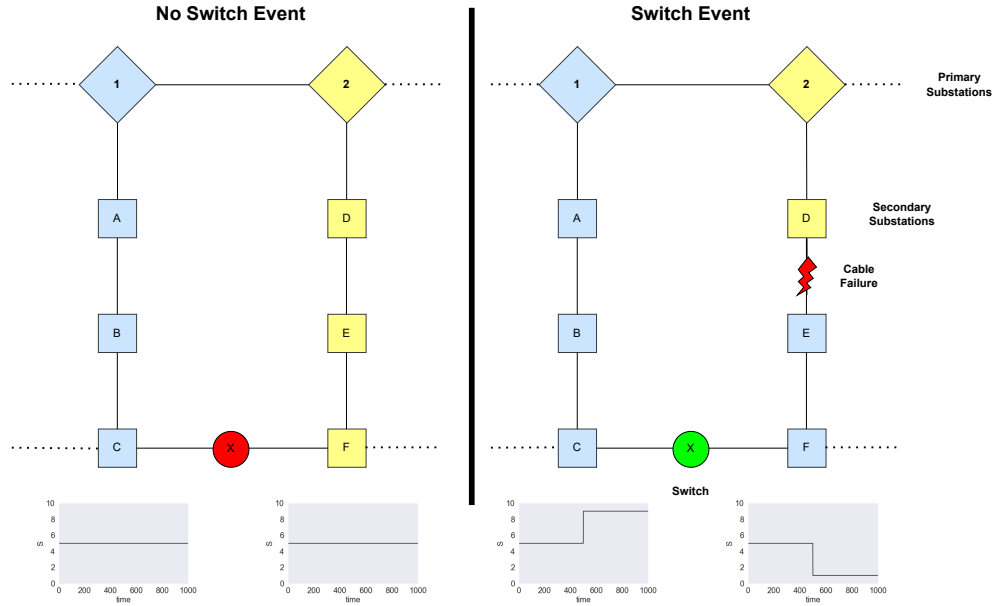 No Switch Event
Switch Event
1
2
1
2
Primary
Substations
A
D
A
D
Secondary
Substations
Cable
Failure
B
E
B
E
C
X
F
C
X
F
Switch
10
8
6
4
2
0
S
0
200
400
600
800
1000
time
10
8
6
4
2
0
S
0
200
400
600
800
1000
time
10
8
6
4
2
0
S
0
200
400
600
800
1000
time
10
8
6
4
2
0
S
0
200
400
600
800
1000
time